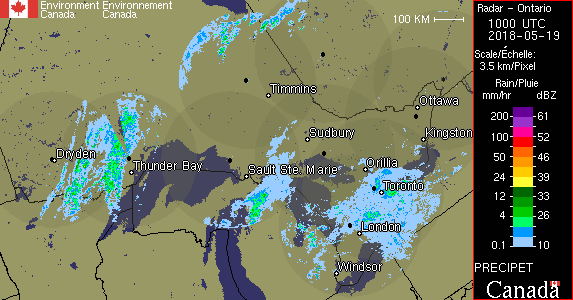 Environment Environnement
Canada Canada
100 KM
Timmins
Ottawa
Sudbury
Kingston
Dryden
Thunder Bay
Sault Ste. Marie
Orillia
Toronto
London
Windsor
Radar - Ontario
1000 UTC
2018-05-19
Scale/Échelle:
3.5 km/Pixel
Rain/Pluie
mm/hr dBZ
200 61
100 52
50 46
24 39
12 33
4 26
0.1 10
PRECIPET
Canada